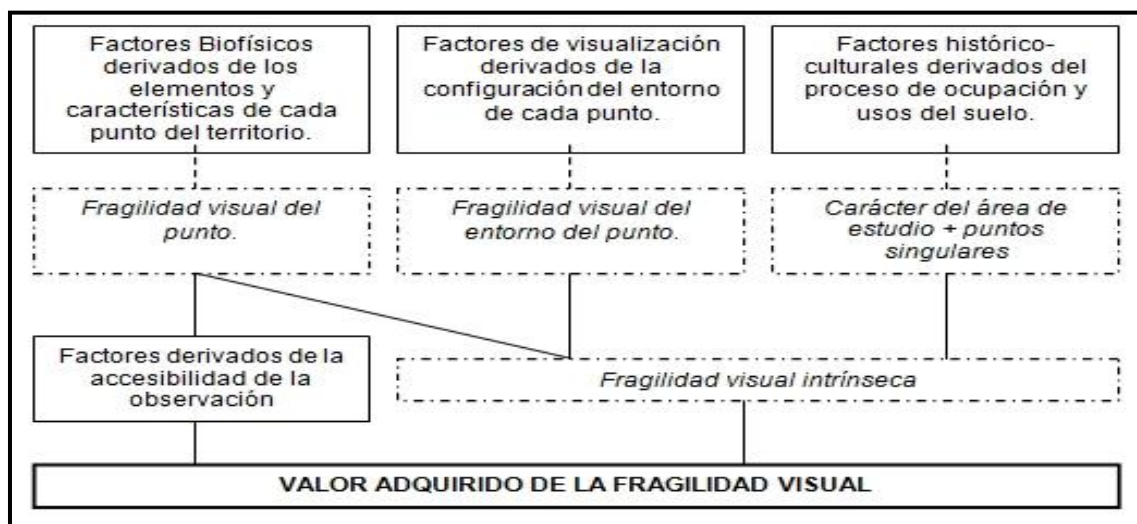 Factores Biofísicos
derivados de los
elementos y
características de cada
punto del territorio.
Factores de visualización
derivados de la
configuración del entorno
de cada punto.
Factores histórico-
culturales derivados del
proceso de ocupación y
usos del suelo.
Fragilidad visual del
punto.
Fragilidad visual del
entorno del punto.
Carácter del área de
estudio + puntos
singulares
Factores derivados de la
accesibilidad de la
observación
Fragilidad visual intrínseca
VALOR ADQUIRIDO DE LA FRAGILIDAD VISUAL